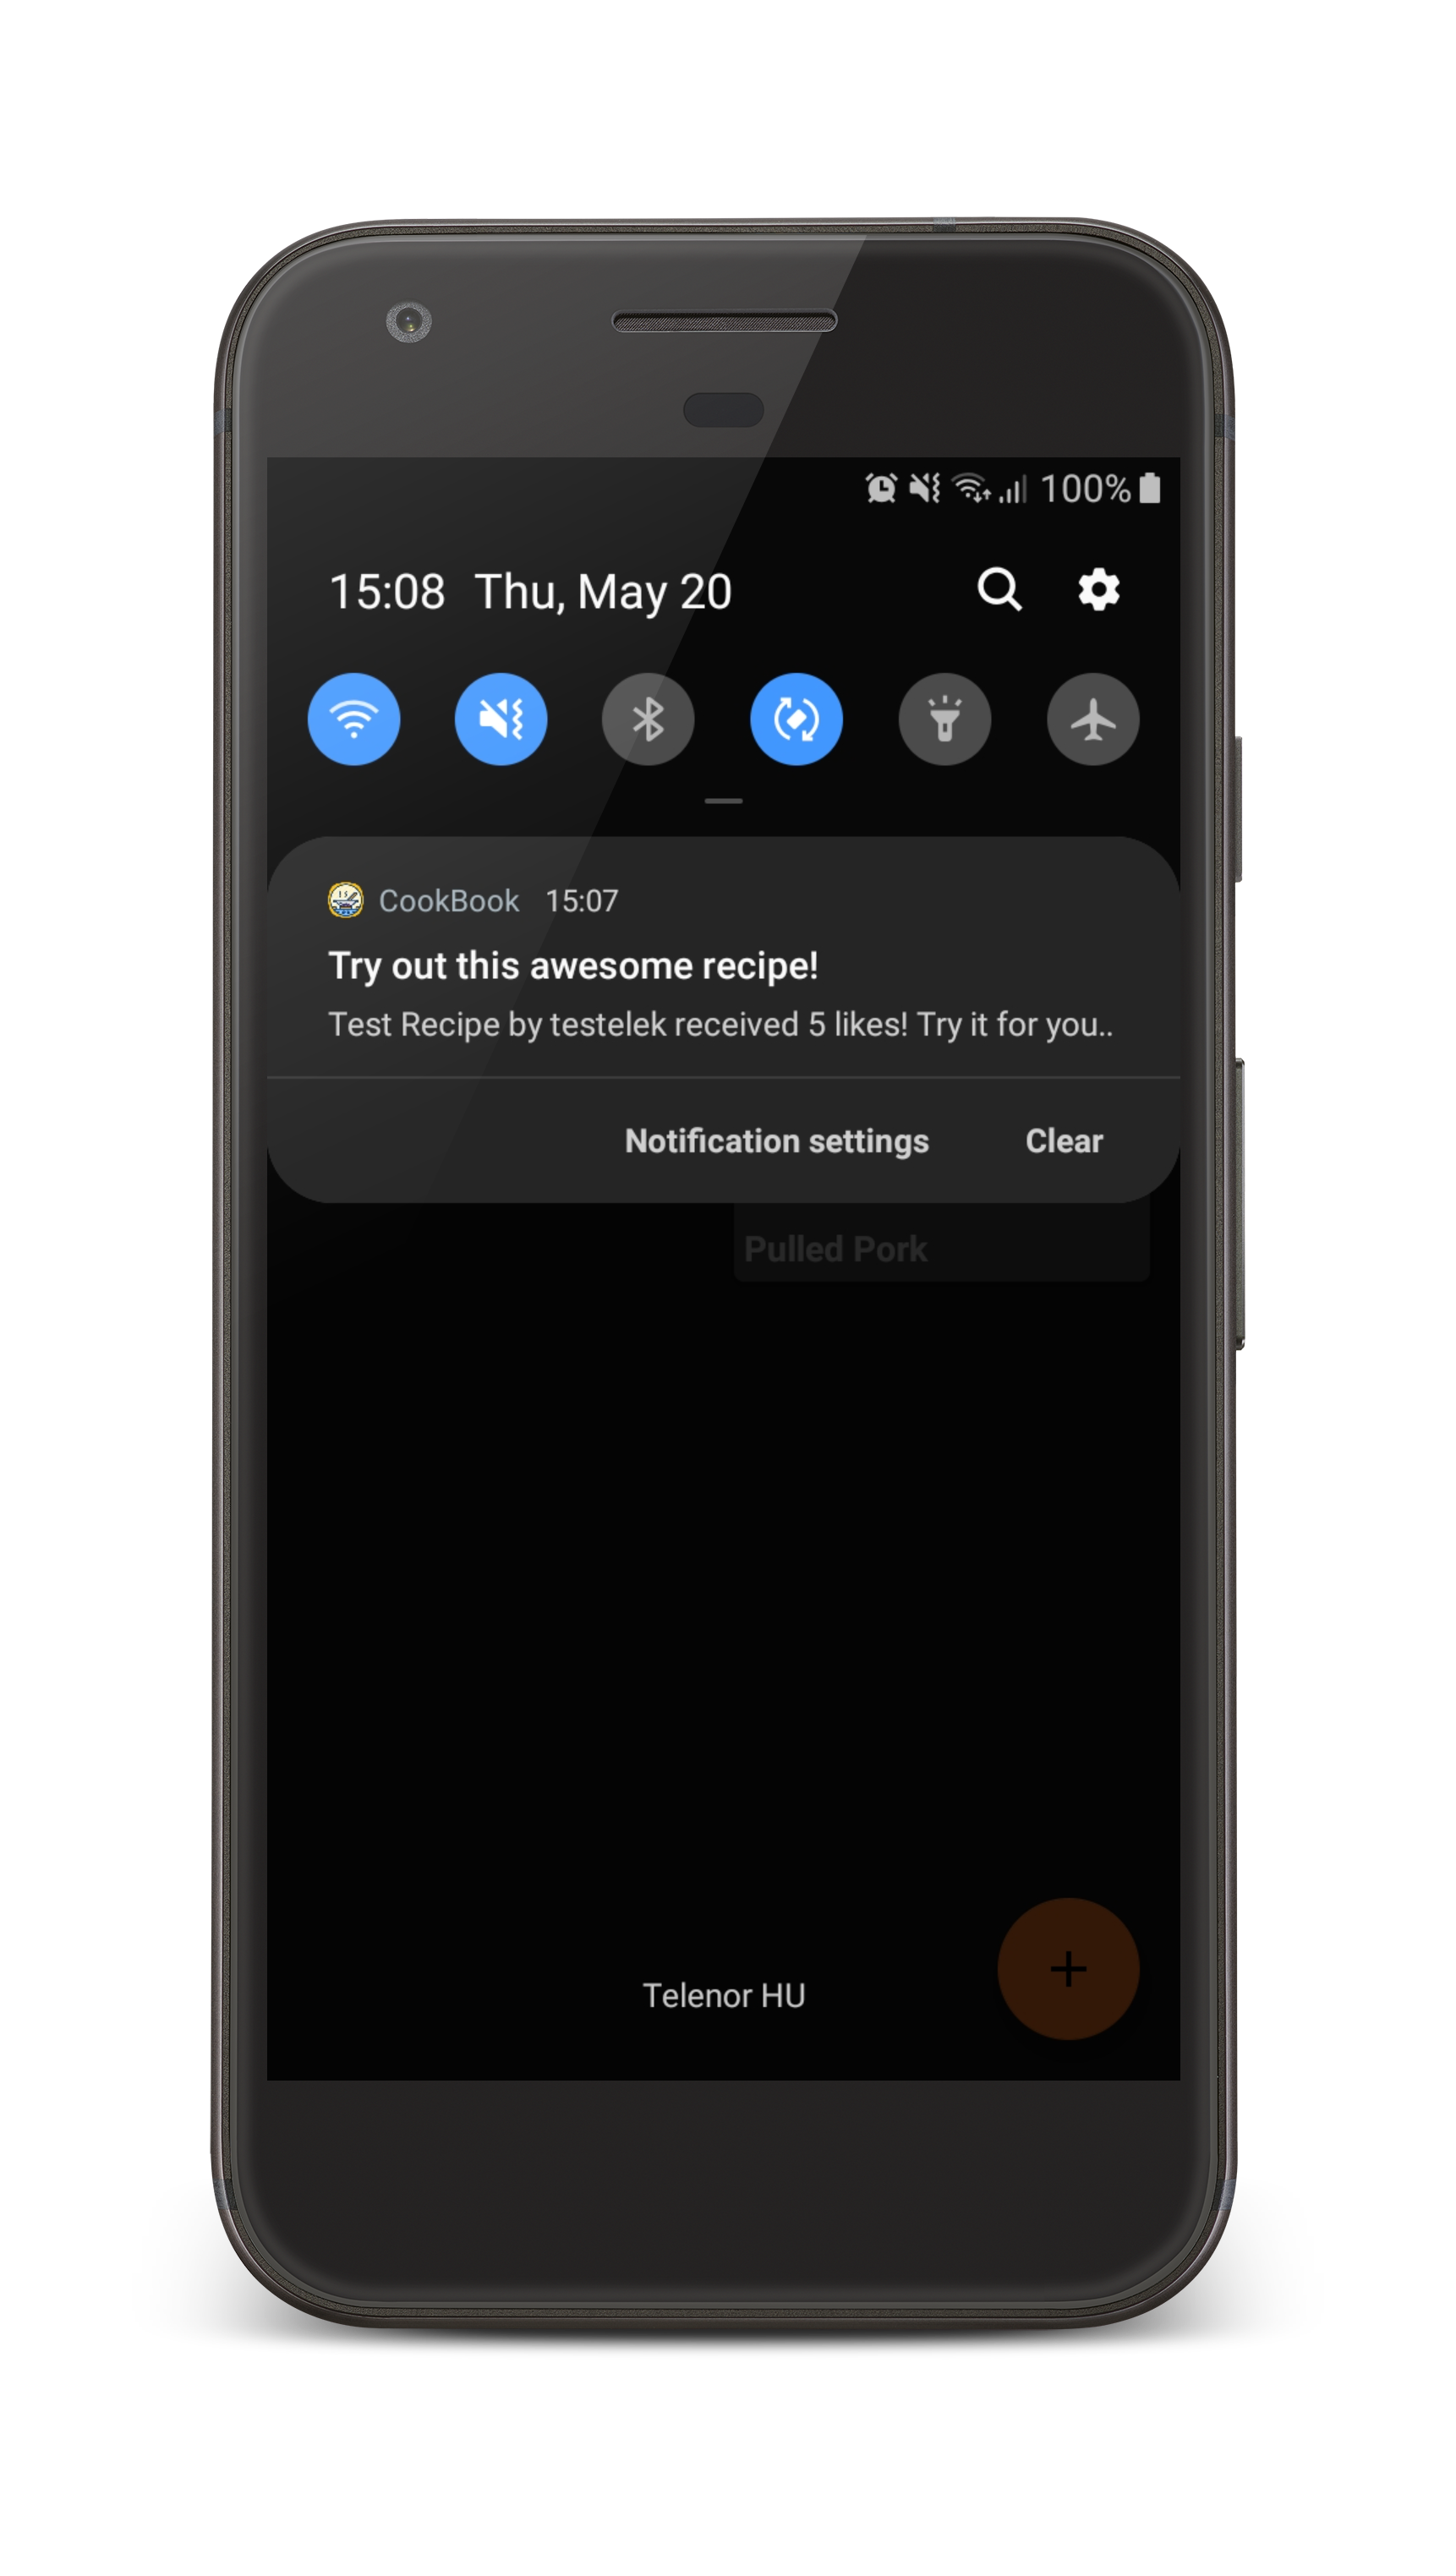 100%
15:08 Thu, May 20
CookBook 15:07
Try out this awesome recipe!
Test Recipe by testelek received 5 likes! Try it for you..
Notification settings Clear
Pulled Pork
Telenor HU